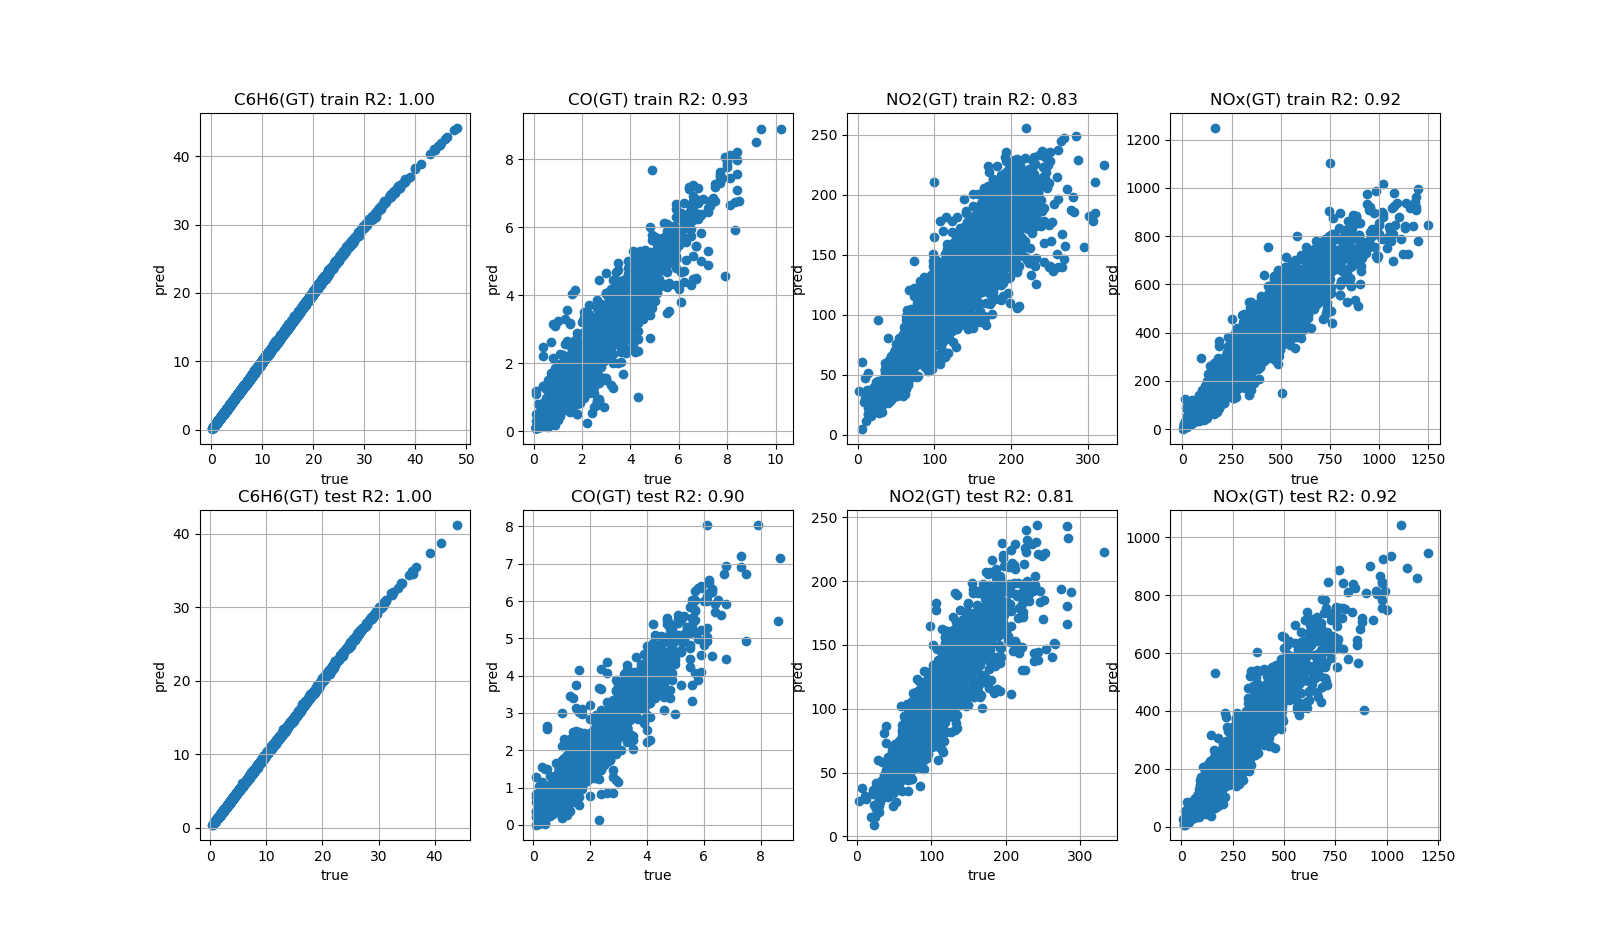 C6H6(GT) train R2: 1.00
40
30
20
10
0
pred
0 10 20 30 40 50
true
CO(GT) train R2: 0.93
8
6
4
2
0
pred
0 2 4 6 8 10
true
NO2(GT) train R2: 0.83
250
200
150
100
50
0
pred
0 100 200 300
true
NOx(GT) train R2: 0.92
1200
1000
800
600
400
200
0
pred
0 250 500 750 1000 1250
true
C6H6(GT) test R2: 1.00
40
30
20
10
0
pred
0 10 20 30 40
true
CO(GT) test R2: 0.90
8
7
6
5
4
3
2
1
0
pred
0 2 4 6 8
true
NO2(GT) test R2: 0.81
250
200
150
100
50
0
pred
0 100 200 300
true
NOx(GT) test R2: 0.92
1000
800
600
400
200
0
pred
0 250 500 750 1000 1250
true